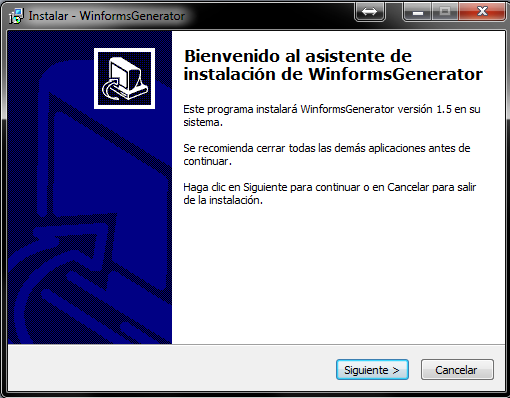 Instalar - WinformsGenerator
Bienvenido al asistente de
instalación de WinformsGenerator
Este programa instalará WinformsGenerator versión 1.5 en su
sistema.
Se recomienda cerrar todas las demás aplicaciones antes de
continuar.
Haga clic en Siguiente para continuar o en Cancelar para salir
de la instalación.
Siguiente >
Cancelar